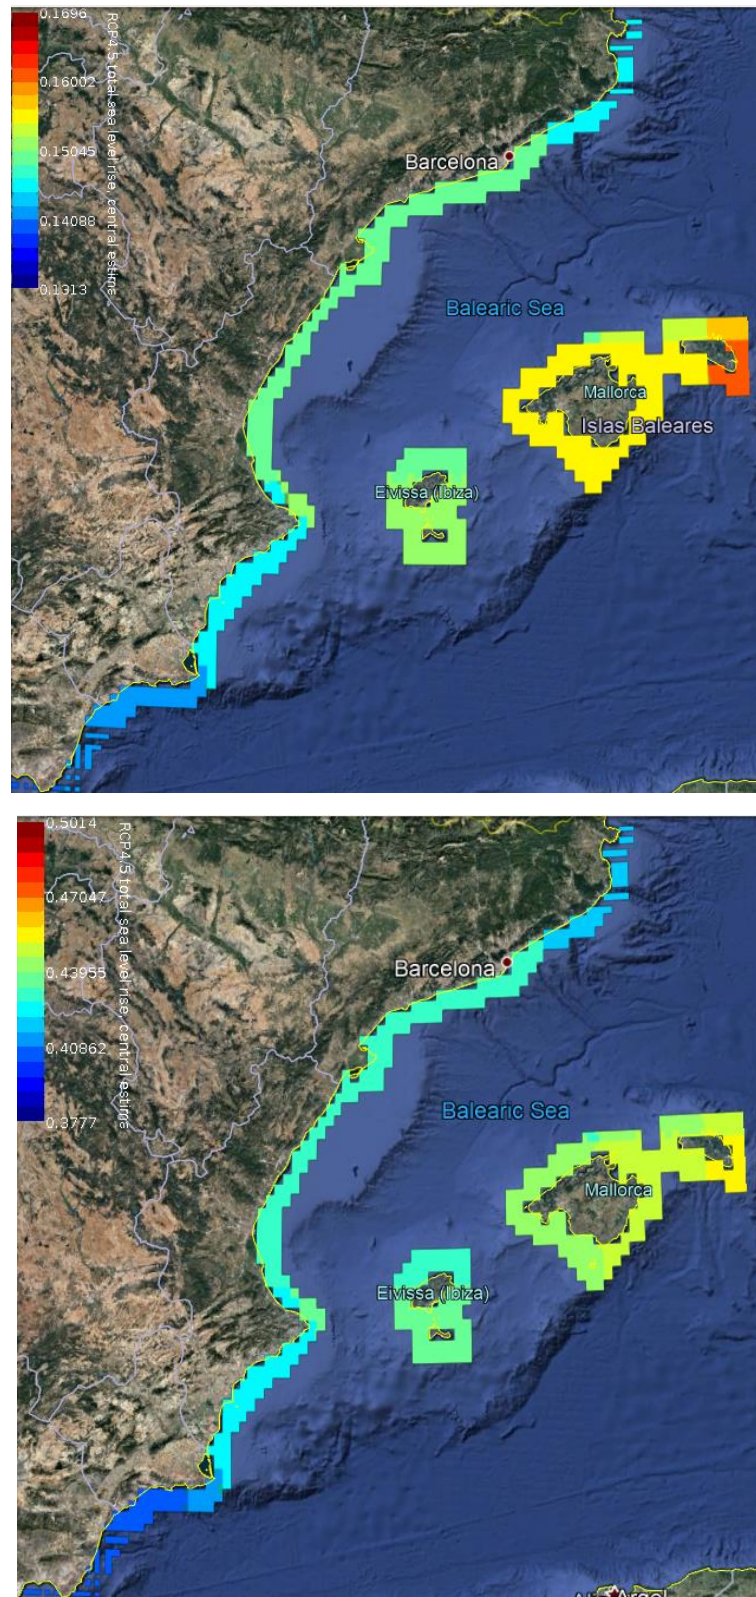 0.1696
0.16002
0.15045
0.14088
0.1313
RCP4.5 total sea level rise, central estime
Barcelona
Balearic Sea
Mallorca
Islas Baleares
Eivissa (Ibiza)
0.5014
0.47047
0.43955
0.40862
0.3777
RCP4.5 total sea level rise, central estime
Barcelona
Balearic Sea
Mallorca
Eivissa (Ibiza)